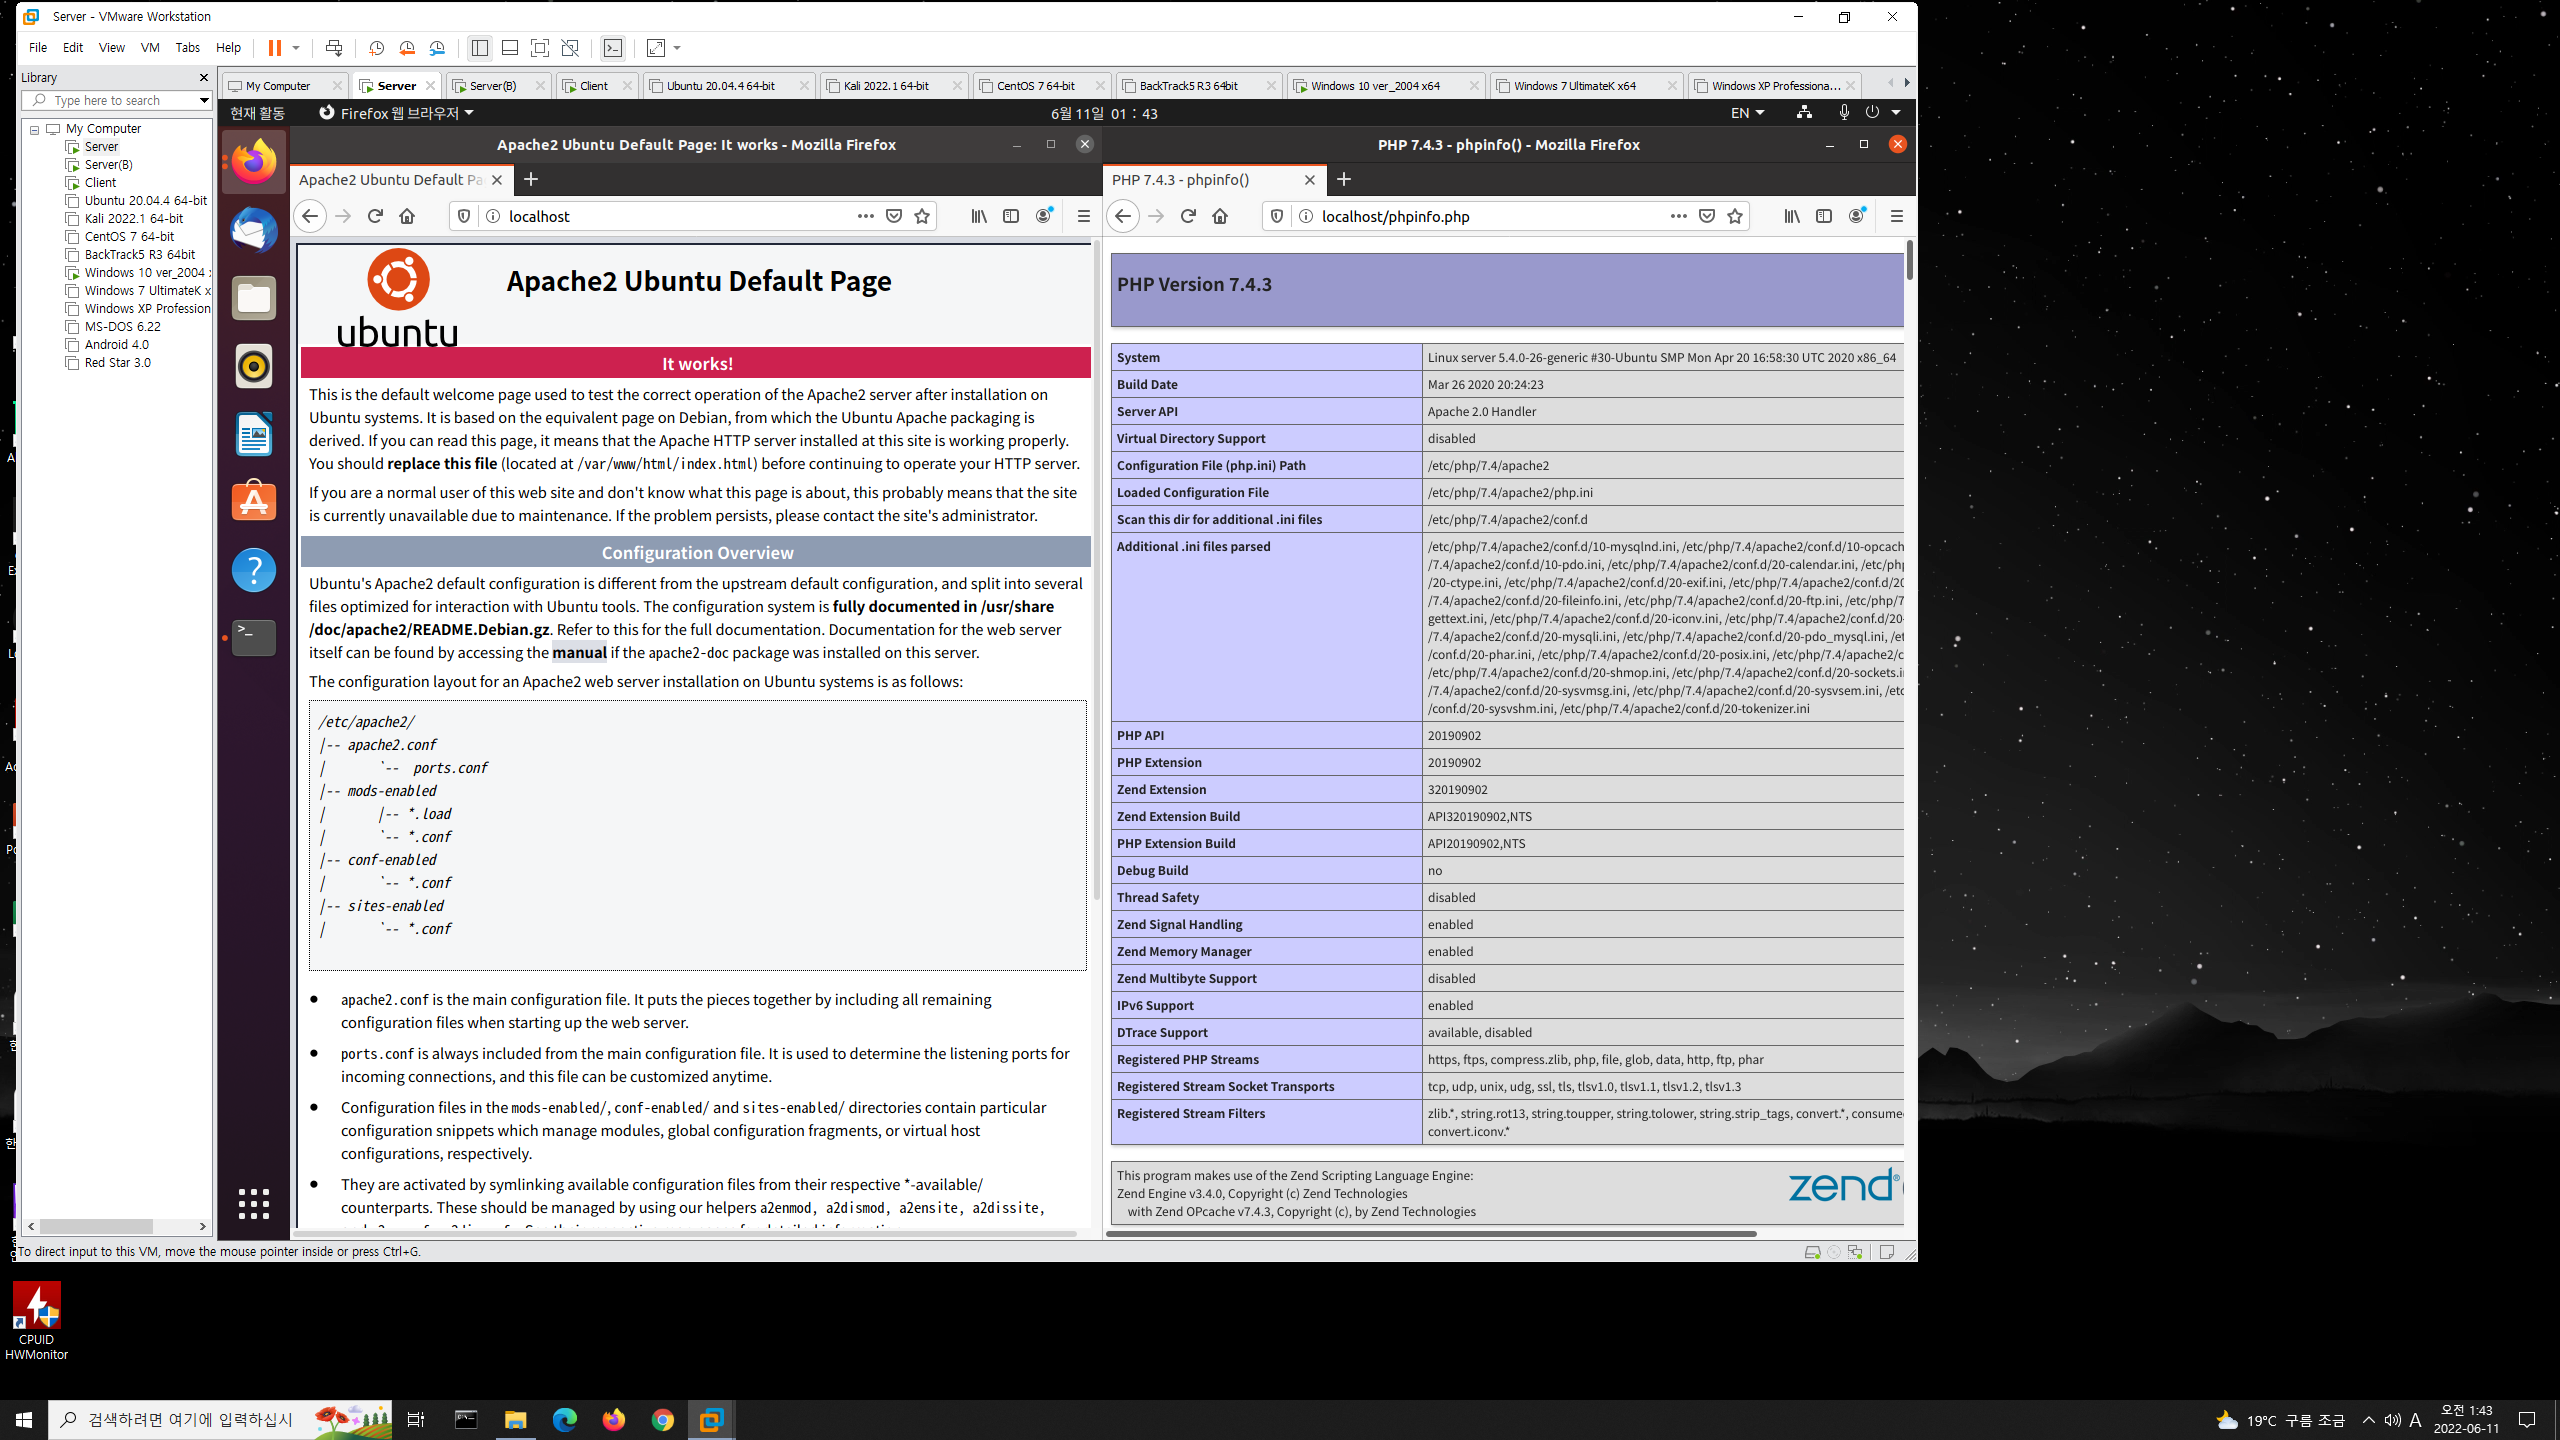 Server - VMware Workstation
File Edit View VM Tabs Help
Library
Type here to search
My Computer
Server
Server(B)
Client
Ubuntu 20.04.4 64-bit
Kali 2022.1 64-bit
CentOS 7 64-bit
BackTrack5 R3 64bit
Windows 10 ver_2004 x
Windows 7 UltimateK x
Windows XP Profession
MS-DOS 6.22
Android 4.0
Red Star 3.0
My Computer Server Server(B) Client Ubuntu 20.04.4 64-bit Kali 2022.1 64-bit CentOS 7 64-bit BackTrack5 R3 64bit Windows 10 ver_2004 x64 Windows 7 UltimateK x64 Windows XP Professiona...
현재 활동 Firefox 웹 브라우저 6월 11일 01 : 43 EN
Apache2 Ubuntu Default Page: It works - Mozilla Firefox
Apache2 Ubuntu Default Pa
localhost
ubuntu
Apache2 Ubuntu Default Page
It works!
This is the default welcome page used to test the correct operation of the Apache2 server after installation on
Ubuntu systems. It is based on the equivalent page on Debian, from which the Ubuntu Apache packaging is
derived. If you can read this page, it means that the Apache HTTP server installed at this site is working properly.
You should replace this file (located at /var/www/html/index.html) before continuing to operate your HTTP server.
If you are a normal user of this web site and don't know what this page is about, this probably means that the site
is currently unavailable due to maintenance. If the problem persists, please contact the site's administrator.
Configuration Overview
Ubuntu's Apache2 default configuration is different from the upstream default configuration, and split into several
files optimized for interaction with Ubuntu tools. The configuration system is fully documented in /usr/share
/doc/apache2/README.Debian.gz. Refer to this for the full documentation. Documentation for the web server
itself can be found by accessing the manual if the apache2-doc package was installed on this server.
The configuration layout for an Apache2 web server installation on Ubuntu systems is as follows:
/etc/apache2/
|-- apache2.conf
|       `--  ports.conf
|-- mods-enabled
|       |-- *.load
|       `-- *.conf
|-- conf-enabled
|       `-- *.conf
|-- sites-enabled
|       `-- *.conf
● apache2.conf is the main configuration file. It puts the pieces together by including all remaining
configuration files when starting up the web server.
● ports.conf is always included from the main configuration file. It is used to determine the listening ports for
incoming connections, and this file can be customized anytime.
● Configuration files in the mods-enabled/, conf-enabled/ and sites-enabled/ directories contain particular
configuration snippets which manage modules, global configuration fragments, or virtual host
configurations, respectively.
● They are activated by symlinking available configuration files from their respective *-available/
counterparts. These should be managed by using our helpers a2enmod, a2dismod, a2ensite, a2dissite,
PHP 7.4.3 - phpinfo() - Mozilla Firefox
PHP 7.4.3 - phpinfo()
localhost/phpinfo.php
PHP Version 7.4.3
System Linux server 5.4.0-26-generic #30-Ubuntu SMP Mon Apr 20 16:58:30 UTC 2020 x86_64
Build Date Mar 26 2020 20:24:23
Server API Apache 2.0 Handler
Virtual Directory Support disabled
Configuration File (php.ini) Path /etc/php/7.4/apache2
Loaded Configuration File /etc/php/7.4/apache2/php.ini
Scan this dir for additional .ini files /etc/php/7.4/apache2/conf.d
Additional .ini files parsed /etc/php/7.4/apache2/conf.d/10-mysqlnd.ini, /etc/php/7.4/apache2/conf.d/10-opcach
/7.4/apache2/conf.d/10-pdo.ini, /etc/php/7.4/apache2/conf.d/20-calendar.ini, /etc/php
/20-ctype.ini, /etc/php/7.4/apache2/conf.d/20-exif.ini, /etc/php/7.4/apache2/conf.d/20
/7.4/apache2/conf.d/20-fileinfo.ini, /etc/php/7.4/apache2/conf.d/20-ftp.ini, /etc/php/7
gettext.ini, /etc/php/7.4/apache2/conf.d/20-iconv.ini, /etc/php/7.4/apache2/conf.d/20-
/7.4/apache2/conf.d/20-mysqli.ini, /etc/php/7.4/apache2/conf.d/20-pdo_mysql.ini, /et
/conf.d/20-phar.ini, /etc/php/7.4/apache2/conf.d/20-posix.ini, /etc/php/7.4/apache2/c
/etc/php/7.4/apache2/conf.d/20-shmop.ini, /etc/php/7.4/apache2/conf.d/20-sockets.i
/7.4/apache2/conf.d/20-sysvmsg.ini, /etc/php/7.4/apache2/conf.d/20-sysvsem.ini, /etc
/conf.d/20-sysvshm.ini, /etc/php/7.4/apache2/conf.d/20-tokenizer.ini
PHP API 20190902
PHP Extension 20190902
Zend Extension 320190902
Zend Extension Build API320190902,NTS
PHP Extension Build API20190902,NTS
Debug Build no
Thread Safety disabled
Zend Signal Handling enabled
Zend Memory Manager enabled
Zend Multibyte Support disabled
IPv6 Support enabled
DTrace Support available, disabled
Registered PHP Streams https, ftps, compress.zlib, php, file, glob, data, http, ftp, phar
Registered Stream Socket Transports tcp, udp, unix, udg, ssl, tls, tlsv1.0, tlsv1.1, tlsv1.2, tlsv1.3
Registered Stream Filters zlib.*, string.rot13, string.toupper, string.tolower, string.strip_tags, convert.*, consume
convert.iconv.*
This program makes use of the Zend Scripting Language Engine:
Zend Engine v3.4.0, Copyright (c) Zend Technologies
with Zend OPcache v7.4.3, Copyright (c), by Zend Technologies
zend
To direct input to this VM, move the mouse pointer inside or press Ctrl+G.
CPUID
HWMonitor
검색하려면 여기에 입력하십시
19°C 구름 조금
A
오전 1:43
2022-06-11